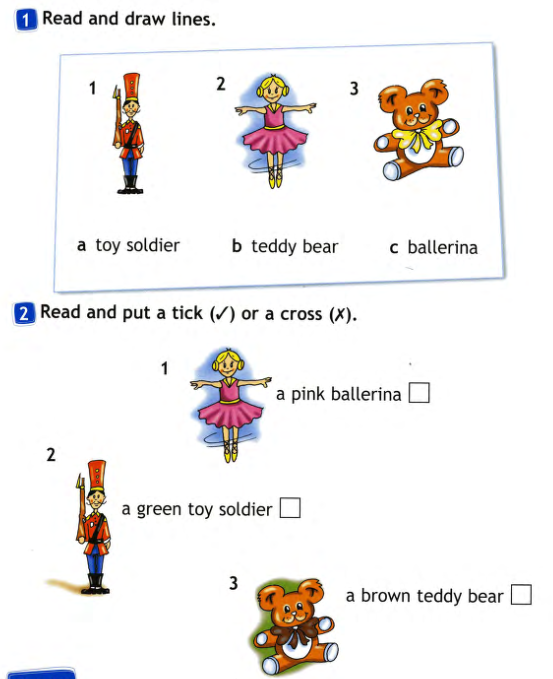 1 Read and draw lines.
1 2 3
a toy soldier b teddy bear c ballerina
2 Read and put a tick (✓) or a cross (✗).
1
a pink ballerina
2
a green toy soldier
3
a brown teddy bear